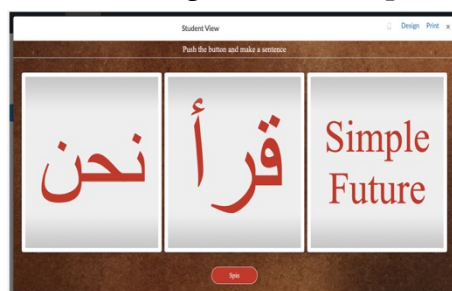 Student View
Design Print ×
Push the button and make a sentence
نحن
قرأ
Simple
Future
Spin